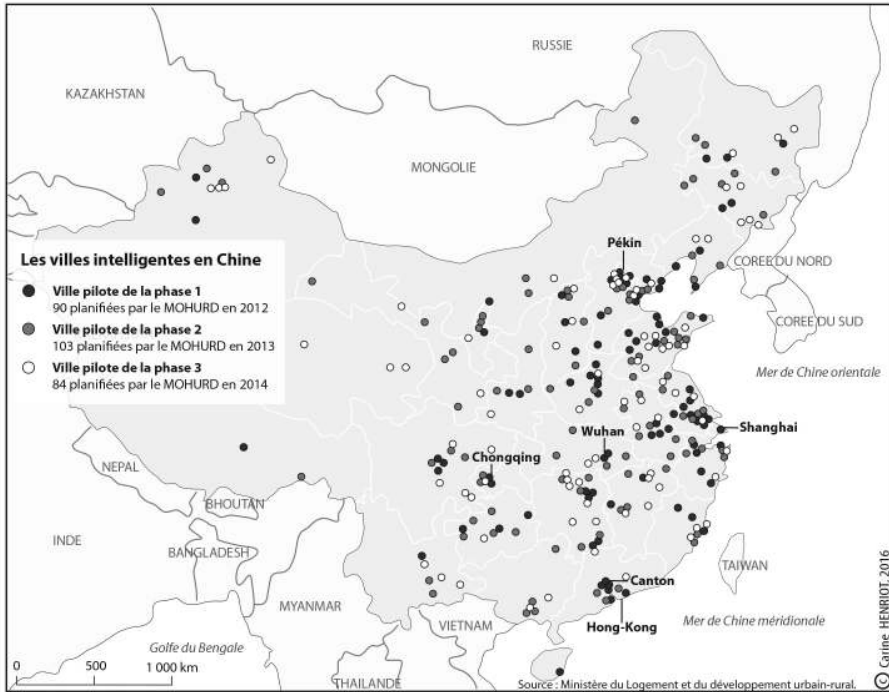 RUSSIE
KAZAKHSTAN
MONGOLIE
Pékin
Les villes intelligentes en Chine
Ville pilote de la phase 1
90 planifiées par le MOHURD en 2012
Ville pilote de la phase 2
103 planifiées par le MOHURD en 2013
Ville pilote de la phase 3
84 planifiées par le MOHURD en 2014
CORÉE DU NORD
CORÉE DU SUD
Mer de Chine orientale
Shanghai
Wuhan
Chongqing
NEPAL
BHOUTAN
INDE
BANGLADESH
TAIWAN
MYANMAR
Canton
VIETNAM
Hong-Kong
Mer de Chine méridionale
Golfe du Bengale
0 500 1 000 km
THAILANDE
Source : Ministère du Logement et du développement urbain-rural.
© Carine HENRIOT, 2016